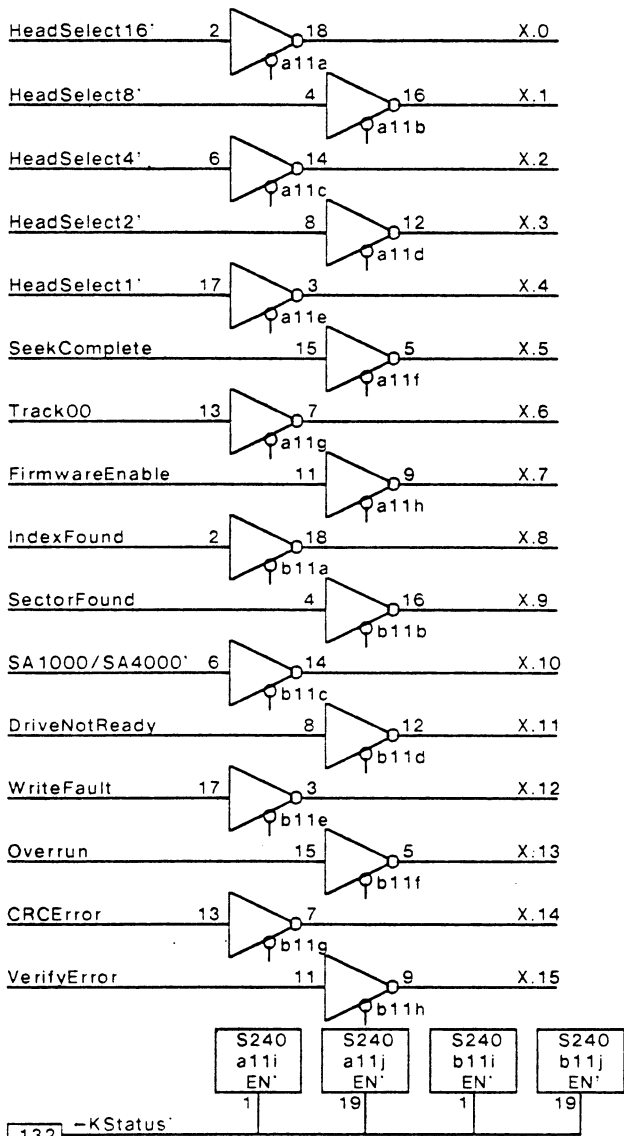 HeadSelect16' 2 18 X.0
a11a
HeadSelect8' 4 16 X.1
a11b
HeadSelect4' 6 14 X.2
a11c
HeadSelect2' 8 12 X.3
a11d
HeadSelect1' 17 3 X.4
a11e
SeekComplete 15 5 X.5
a11f
Track00 13 7 X.6
a11g
FirmwareEnable 11 9 X.7
a11h
IndexFound 2 18 X.8
b11a
SectorFound 4 16 X.9
b11b
SA1000/SA4000' 6 14 X.10
b11c
DriveNotReady 8 12 X.11
b11d
WriteFault 17 3 X.12
b11e
Overrun 15 5 X.13
b11f
CRCError 13 7 X.14
b11g
VerifyError 11 9 X.15
b11h
S240 S240 S240 S240
a11i a11j b11i b11j
EN' EN' EN' EN'
1 19 1 19
132 -KStatus'